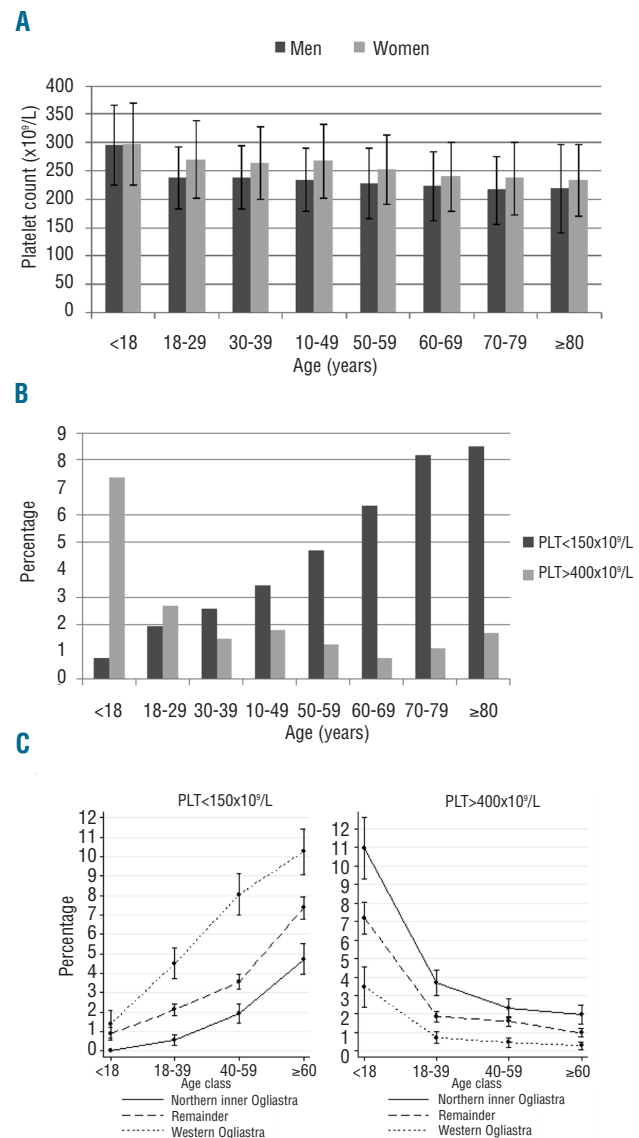 A
Men Women
Platelet count (x10⁹/L)
400
350
300
250
200
150
100
50
0
<18 18-29 30-39 10-49 50-59 60-69 70-79 ≥80
Age (years)
B
Percentage
9
8
7
6
5
4
3
2
1
0
PLT<150x10⁹/L
PLT>400x10⁹/L
<18 18-29 30-39 10-49 50-59 60-69 70-79 ≥80
Age (years)
C
PLT<150x10⁹/L
Percentage
12
11
10
9
8
7
6
5
4
3
2
1
0
<18 18-39 40-59 ≥60
Age class
Northern inner Ogliastra
Remainder
Western Ogliastra
PLT>400x10⁹/L
12
11
10
9
8
7
6
5
4
3
2
1
0
<18 18-39 40-59 ≥60
Age class
Northern inner Ogliastra
Remainder
Western Ogliastra